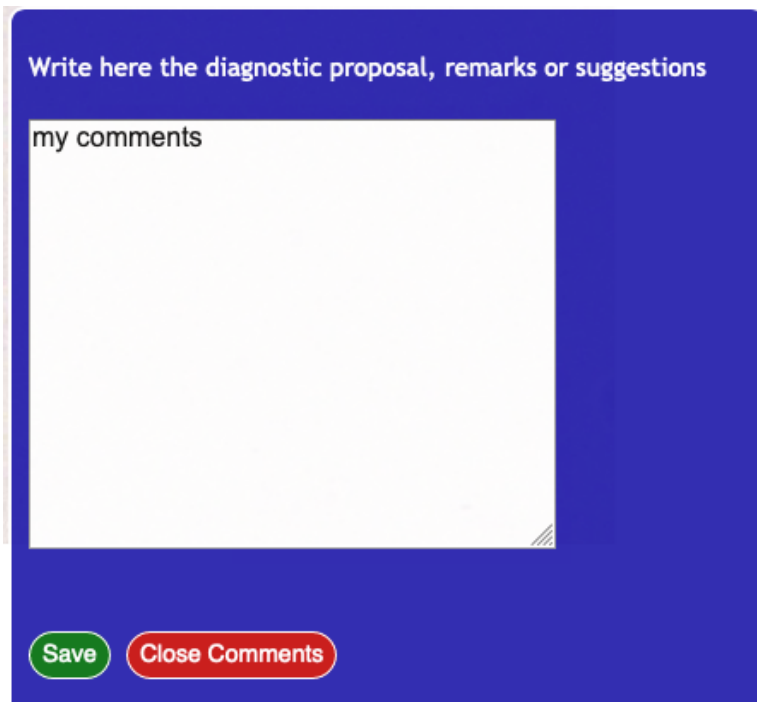 Write here the diagnostic proposal, remarks or suggestions
my comments
Save
Close Comments